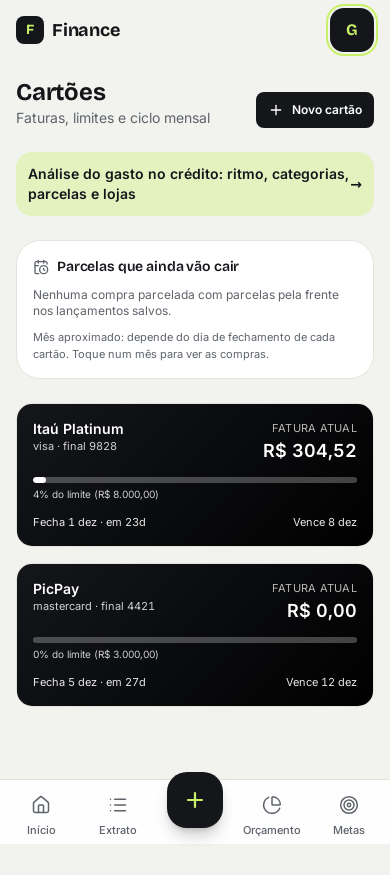 F Finance
G
Cartões
Faturas, limites e ciclo mensal
Novo cartão
Análise do gasto no crédito: ritmo, categorias, →
parcelas e lojas
Parcelas que ainda vão cair
Nenhuma compra parcelada com parcelas pela frente
nos lançamentos salvos.
Mês aproximado: depende do dia de fechamento de cada
cartão. Toque num mês para ver as compras.
Itaú Platinum
visa · final 9828
FATURA ATUAL
R$ 304,52
4% do limite (R$ 8.000,00)
Fecha 1 dez · em 23d
Vence 8 dez
PicPay
mastercard · final 4421
FATURA ATUAL
R$ 0,00
0% do limite (R$ 3.000,00)
Fecha 5 dez · em 27d
Vence 12 dez
Início
Extrato
Orçamento
Metas